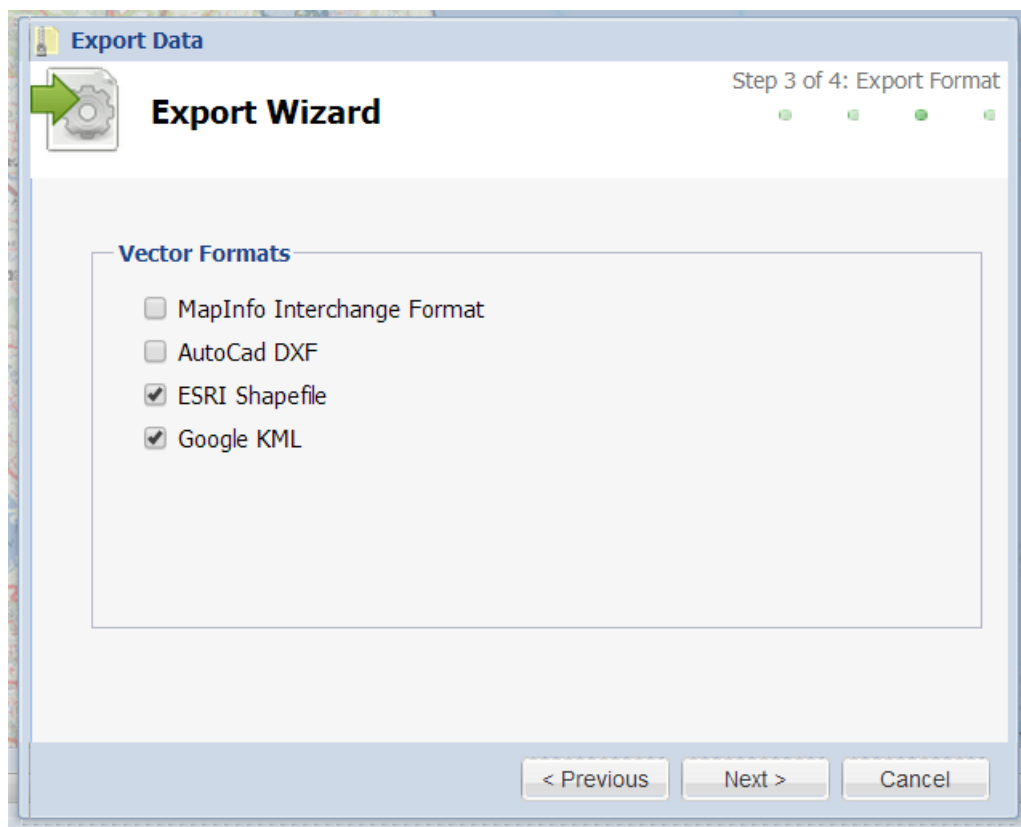 Export Data
Step 3 of 4: Export Format
Export Wizard
Vector Formats
MapInfo Interchange Format
AutoCad DXF
ESRI Shapefile
Google KML
< Previous
Next >
Cancel